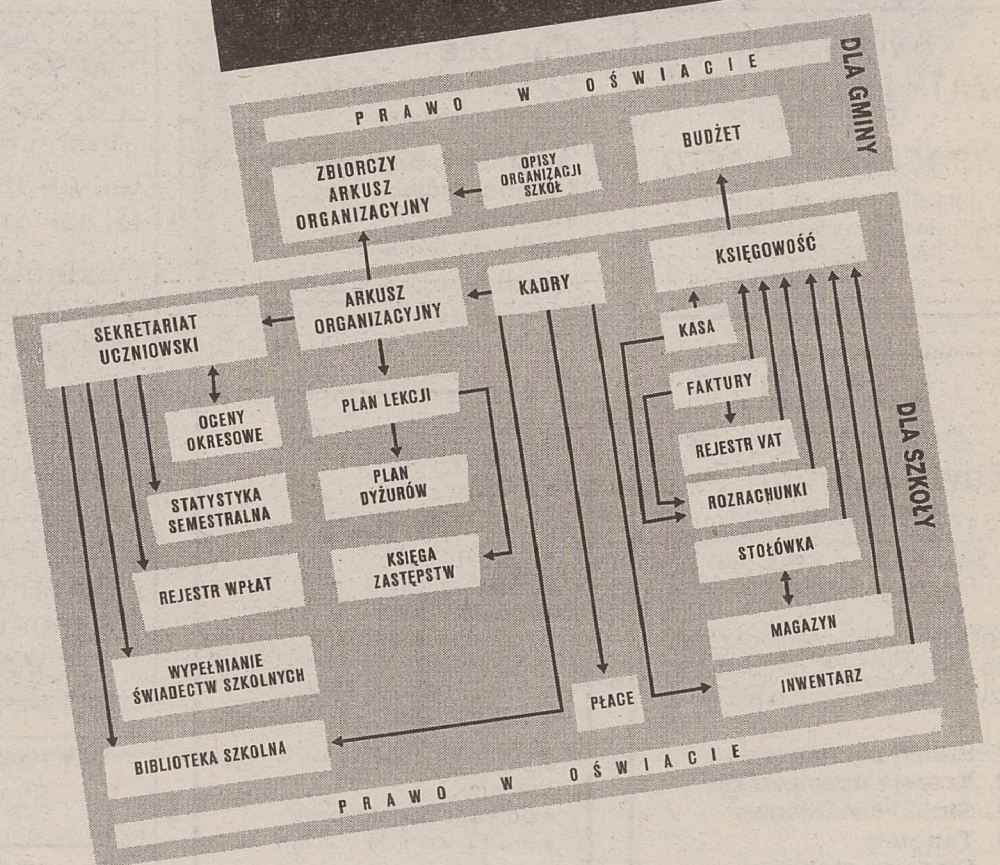 DLA GMINY
PRAWO W OŚWIACIE
ZBIORCZY
ARKUSZ
ORGANIZACYJNY
OPISY
ORGANIZACJI
SZKÓŁ
BUDŻET
DLA SZKOŁY
SEKRETARIAT
UCZNIOWSKI
ARKUSZ
ORGANIZACYJNY
KADRY
KSIĘGOWOŚĆ
KASA
OCENY
OKRESOWE
PLAN LEKCJI
FAKTURY
STATYSTYKA
SEMESTRALNA
PLAN
DYŻURÓW
REJESTR VAT
ROZRACHUNKI
REJESTR WPŁAT
KSIĘGA
ZASTĘPSTW
STOŁÓWKA
MAGAZYN
WYPEŁNIANIE
ŚWIADECTW SZKOLNYCH
PŁACE
INWENTARZ
BIBLIOTEKA SZKOLNA
PRAWO W OŚWIACIE